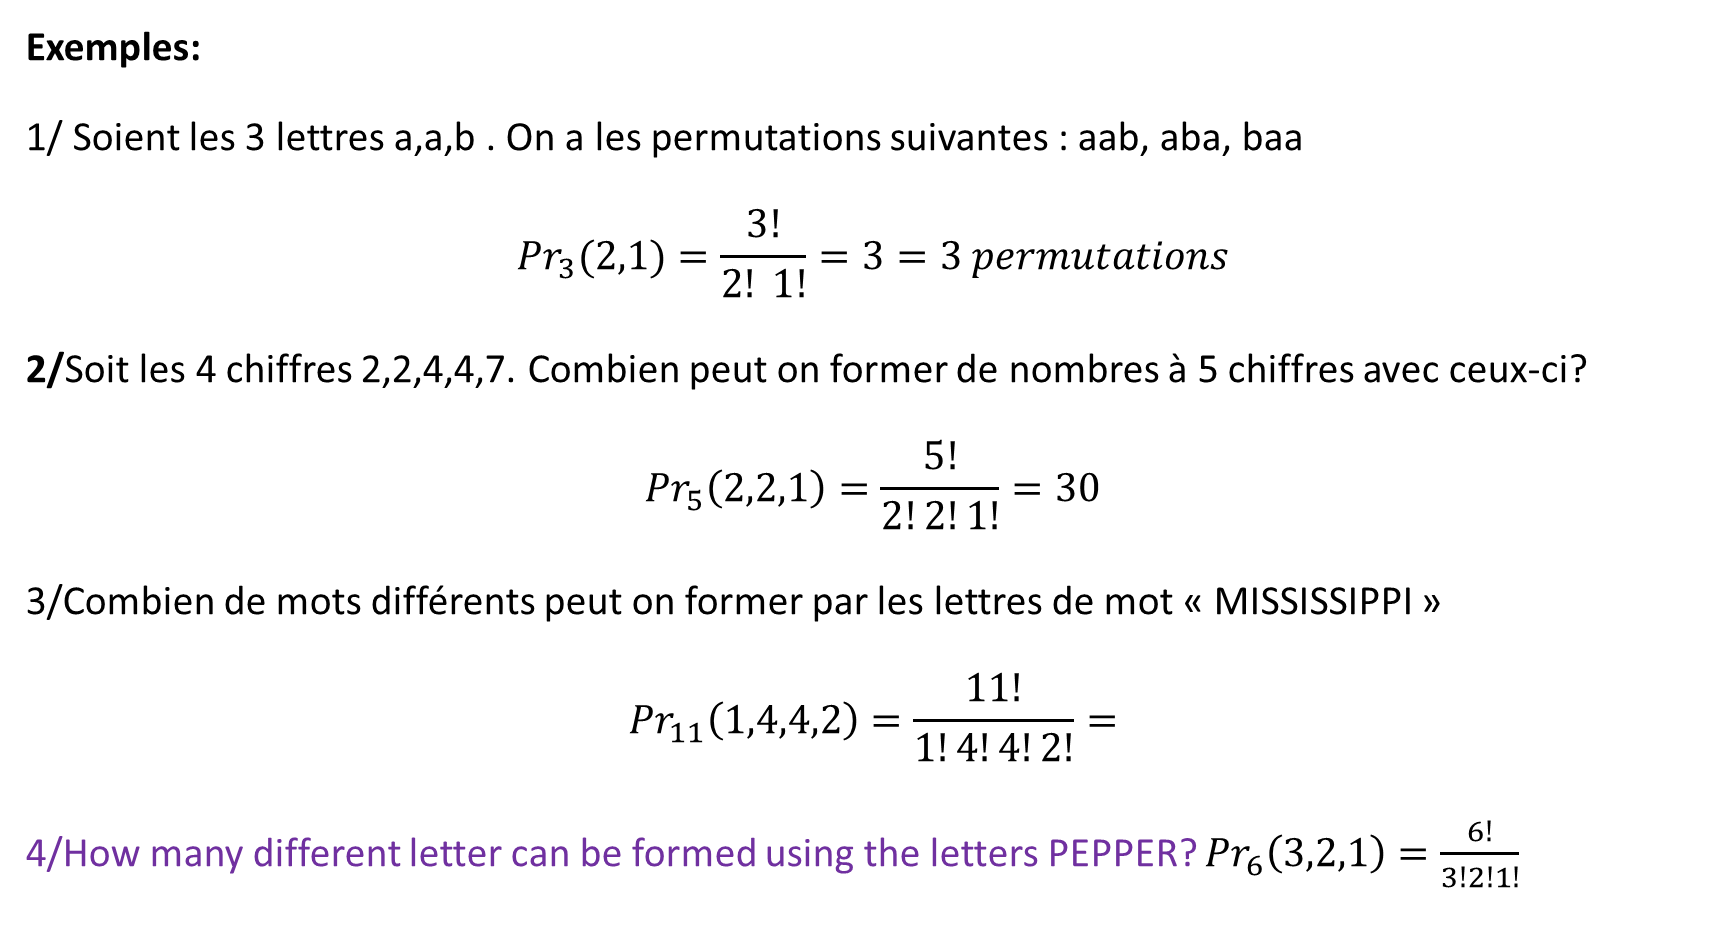 Exemples:
1/ Soient les 3 lettres a,a,b . On a les permutations suivantes : aab, aba, baa
Pr₃(2,1) = 3! / 2! 1! = 3 = 3 permutations
2/Soit les 4 chiffres 2,2,4,4,7. Combien peut on former de nombres à 5 chiffres avec ceux-ci?
Pr₅(2,2,1) = 5! / 2! 2! 1! = 30
3/Combien de mots différents peut on former par les lettres de mot « MISSISSIPPI »
Pr₁₁(1,4,4,2) = 11! / 1! 4! 4! 2! =
4/How many different letter can be formed using the letters PEPPER? Pr₆(3,2,1) = 6! / 3!2!1!